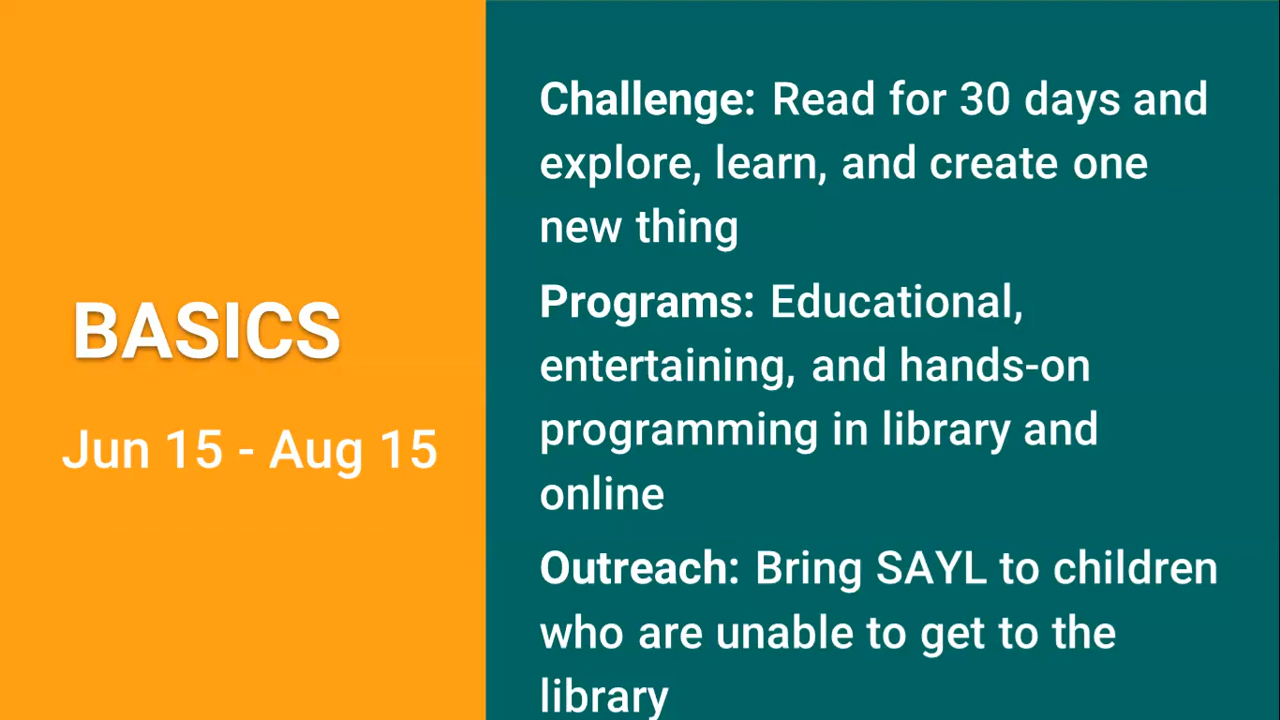 BASICS
Jun 15 - Aug 15
Challenge: Read for 30 days and
explore, learn, and create one
new thing
Programs: Educational,
entertaining, and hands-on
programming in library and
online
Outreach: Bring SAYL to children
who are unable to get to the
library